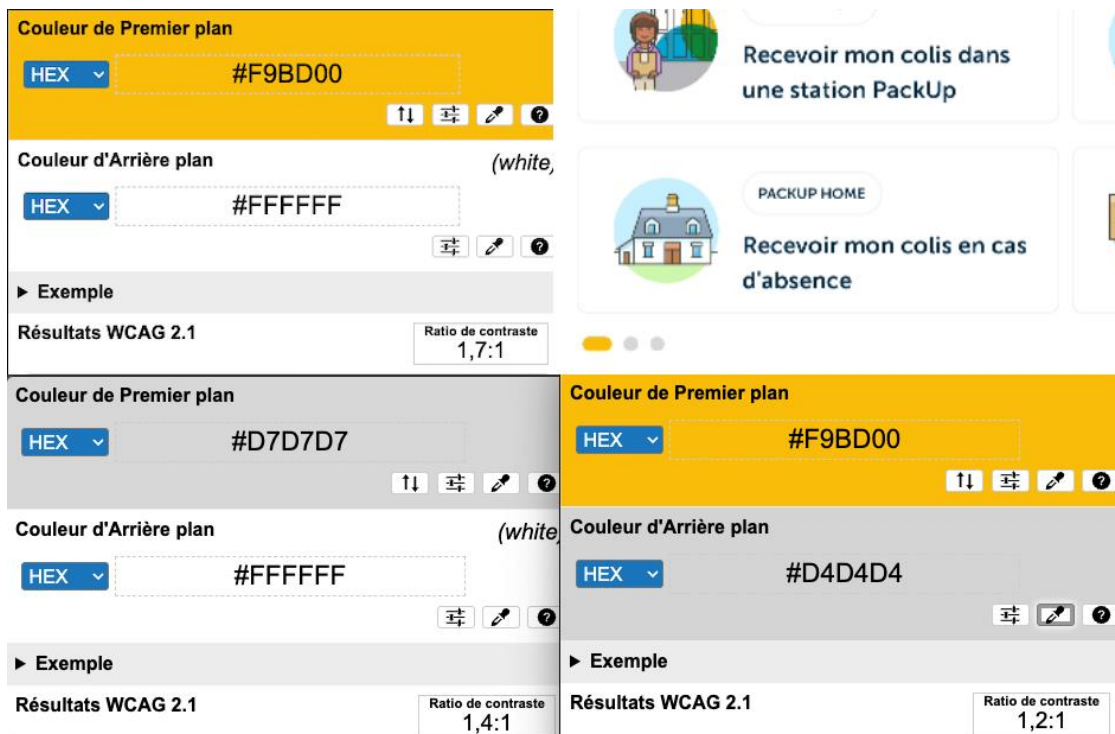 Couleur de Premier plan
HEX
#F9BD00
Couleur d'Arrière plan
(white)
HEX
#FFFFFF
▶ Exemple
Résultats WCAG 2.1
Ratio de contraste
1,7:1
Recevoir mon colis dans
une station PackUp
PACKUP HOME
Recevoir mon colis en cas
d'absence
Couleur de Premier plan
HEX
#D7D7D7
Couleur d'Arrière plan
(white
HEX
#FFFFFF
▶ Exemple
Résultats WCAG 2.1
Ratio de contraste
1,4:1
Couleur de Premier plan
HEX
#F9BD00
Couleur d'Arrière plan
HEX
#D4D4D4
▶ Exemple
Résultats WCAG 2.1
Ratio de contraste
1,2:1